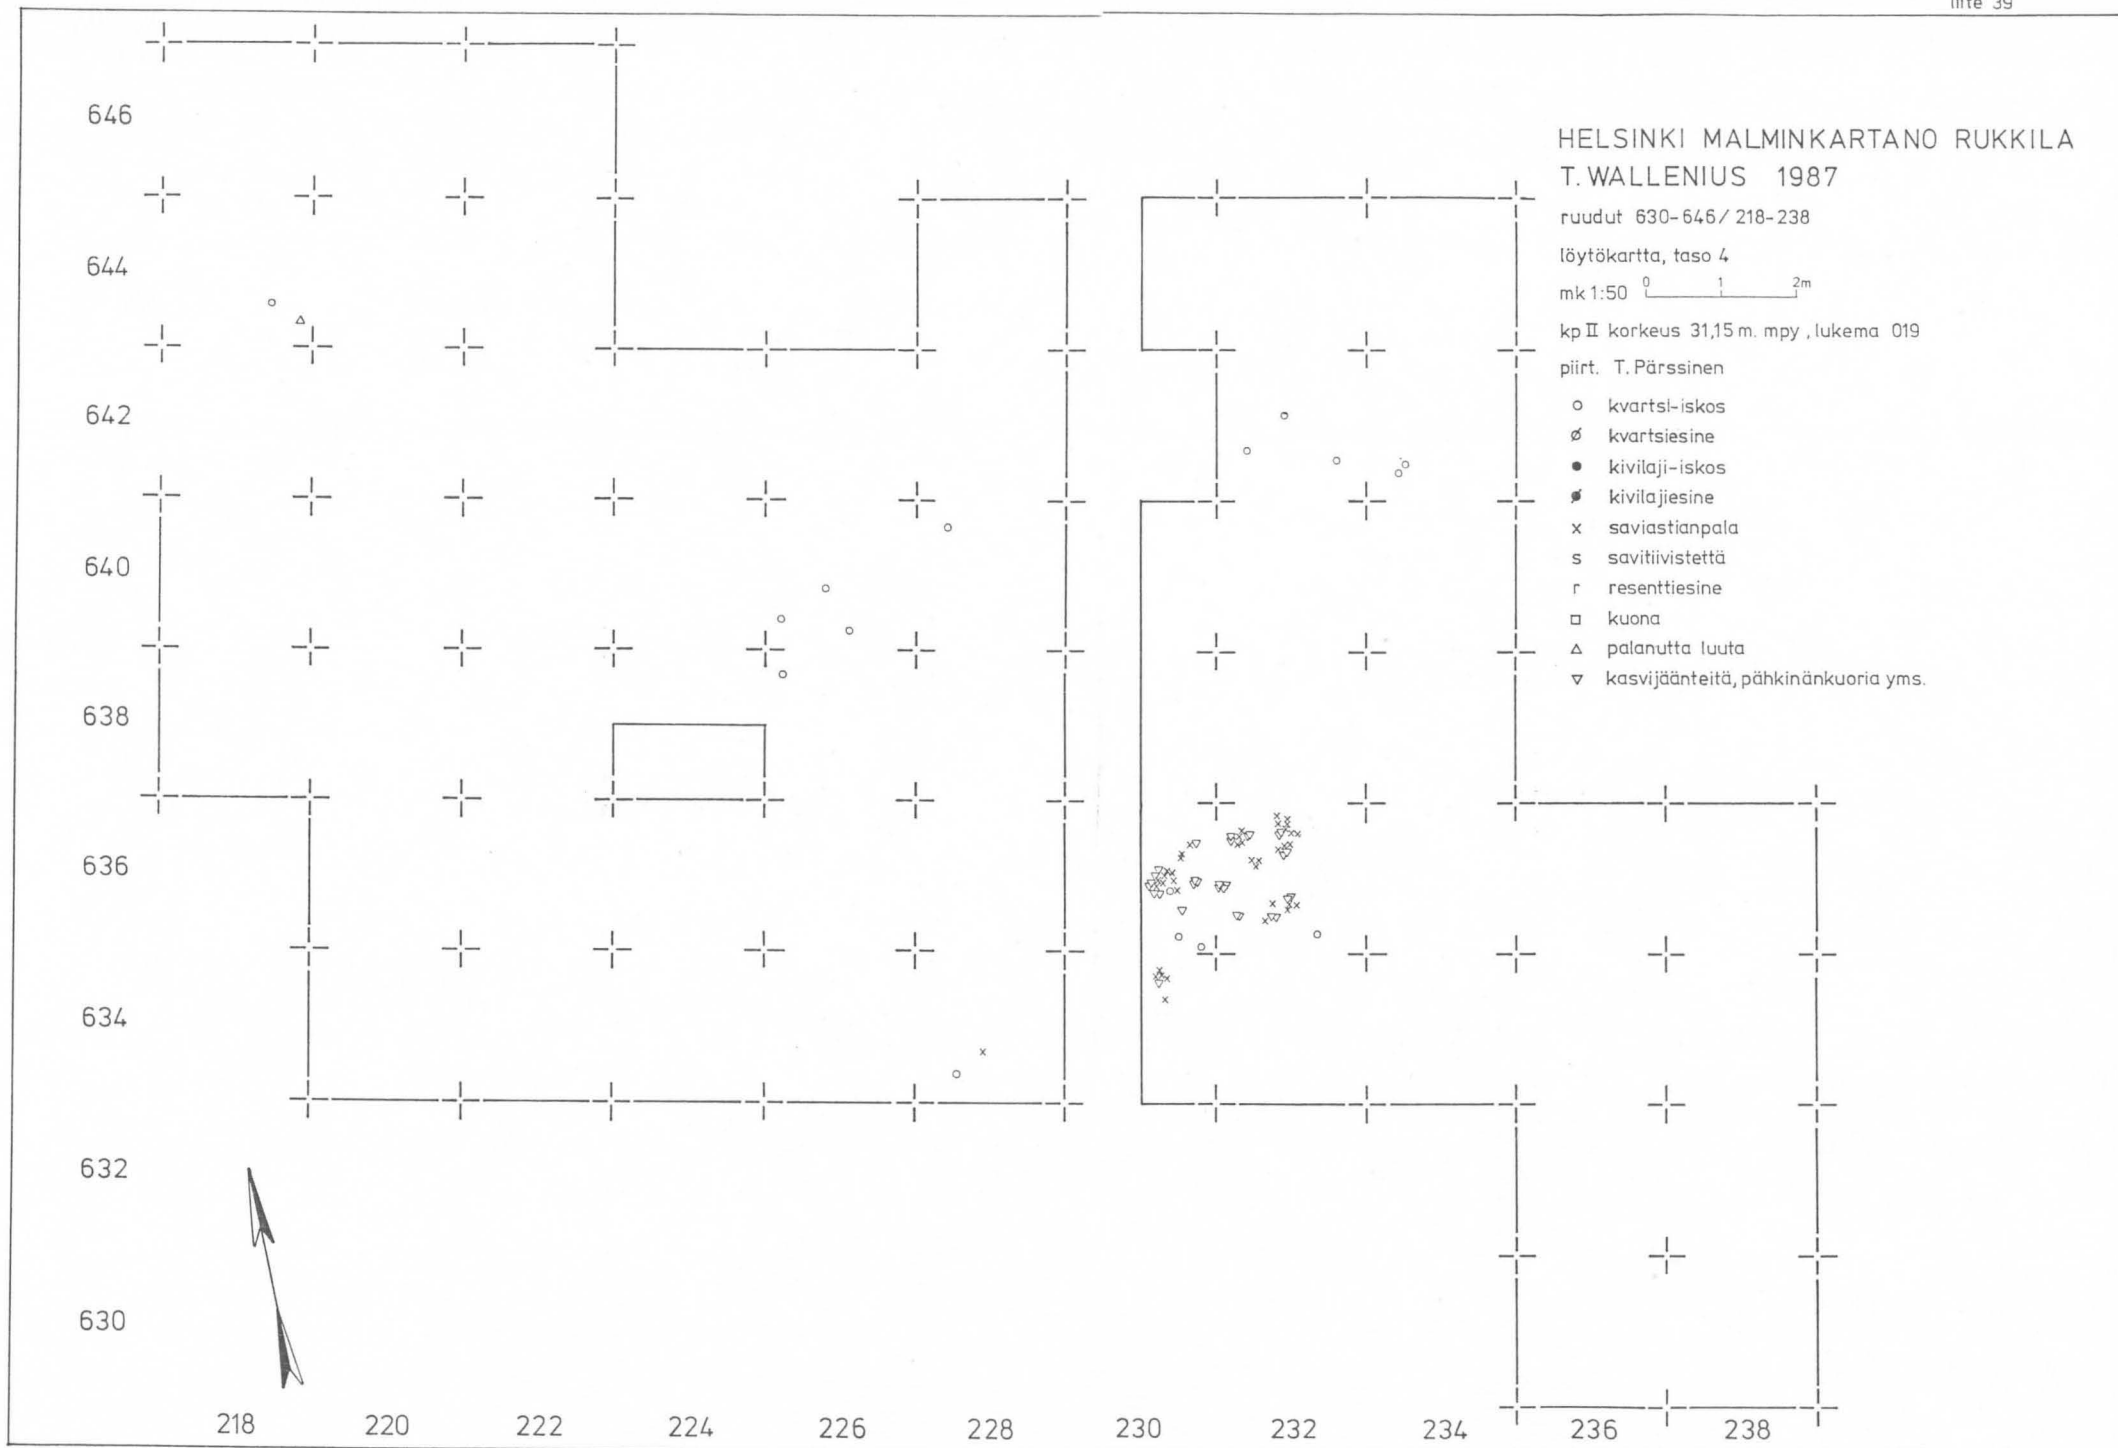 liite 39
HELSINKI MALMINKARTANO RUKKILA
T. WALLENIUS 1987
ruudut 630-646/ 218-238
löytökartta, taso 4
mk 1:50 0 1 2m
kp II korkeus 31,15 m. mpy , lukema 019
piirt. T. Pärssinen
kvartsi-iskos
kvartsiesine
kivilaji-iskos
kivilajiesine
x saviastianpala
s savitiivistettä
r resenttiesine
kuona
palanutta luuta
kasvijäänteitä, pähkinänkuoria yms.
646
644
642
640
638
636
634
632
630
218 220 222 224 226 228 230 232 234 236 238